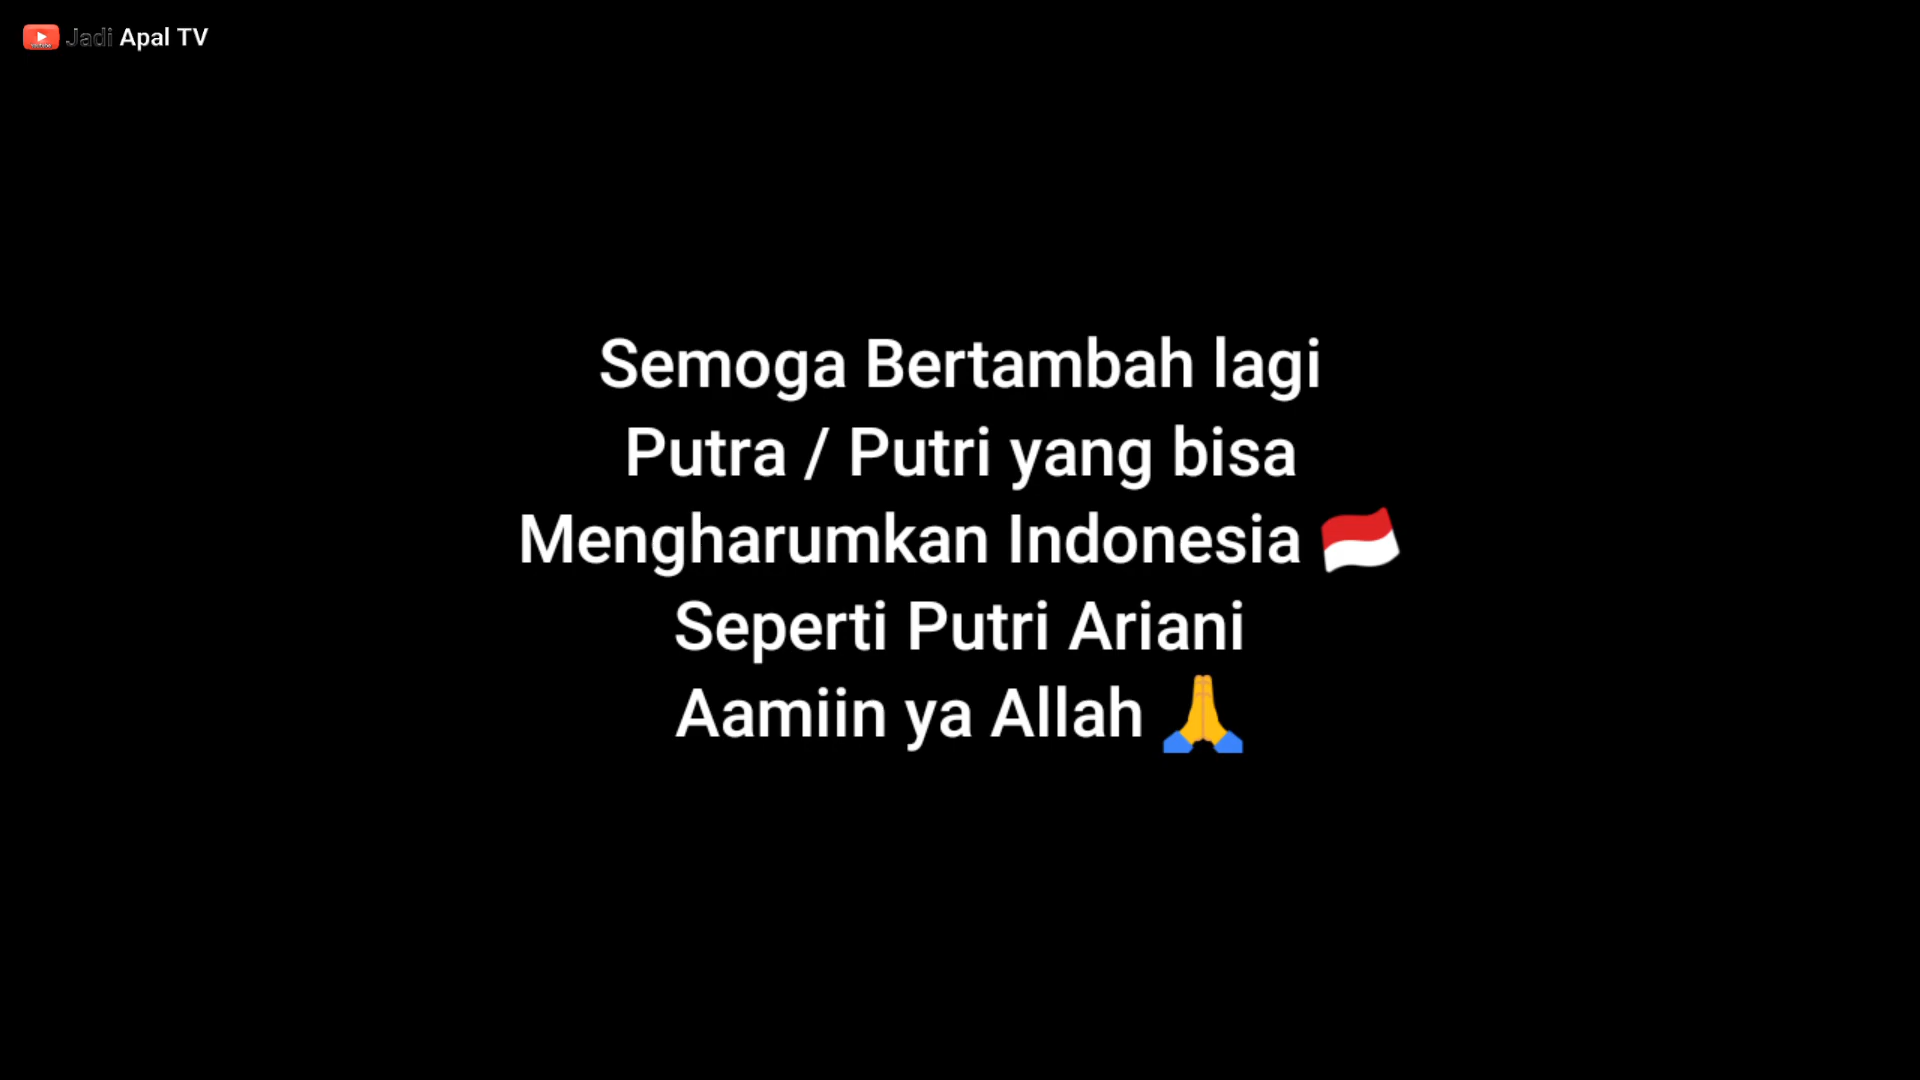 Jadi Apal TV
Semoga Bertambah lagi
Putra / Putri yang bisa
Mengharumkan Indonesia 🇮🇩
Seperti Putri Ariani
Aamiin ya Allah 🙏